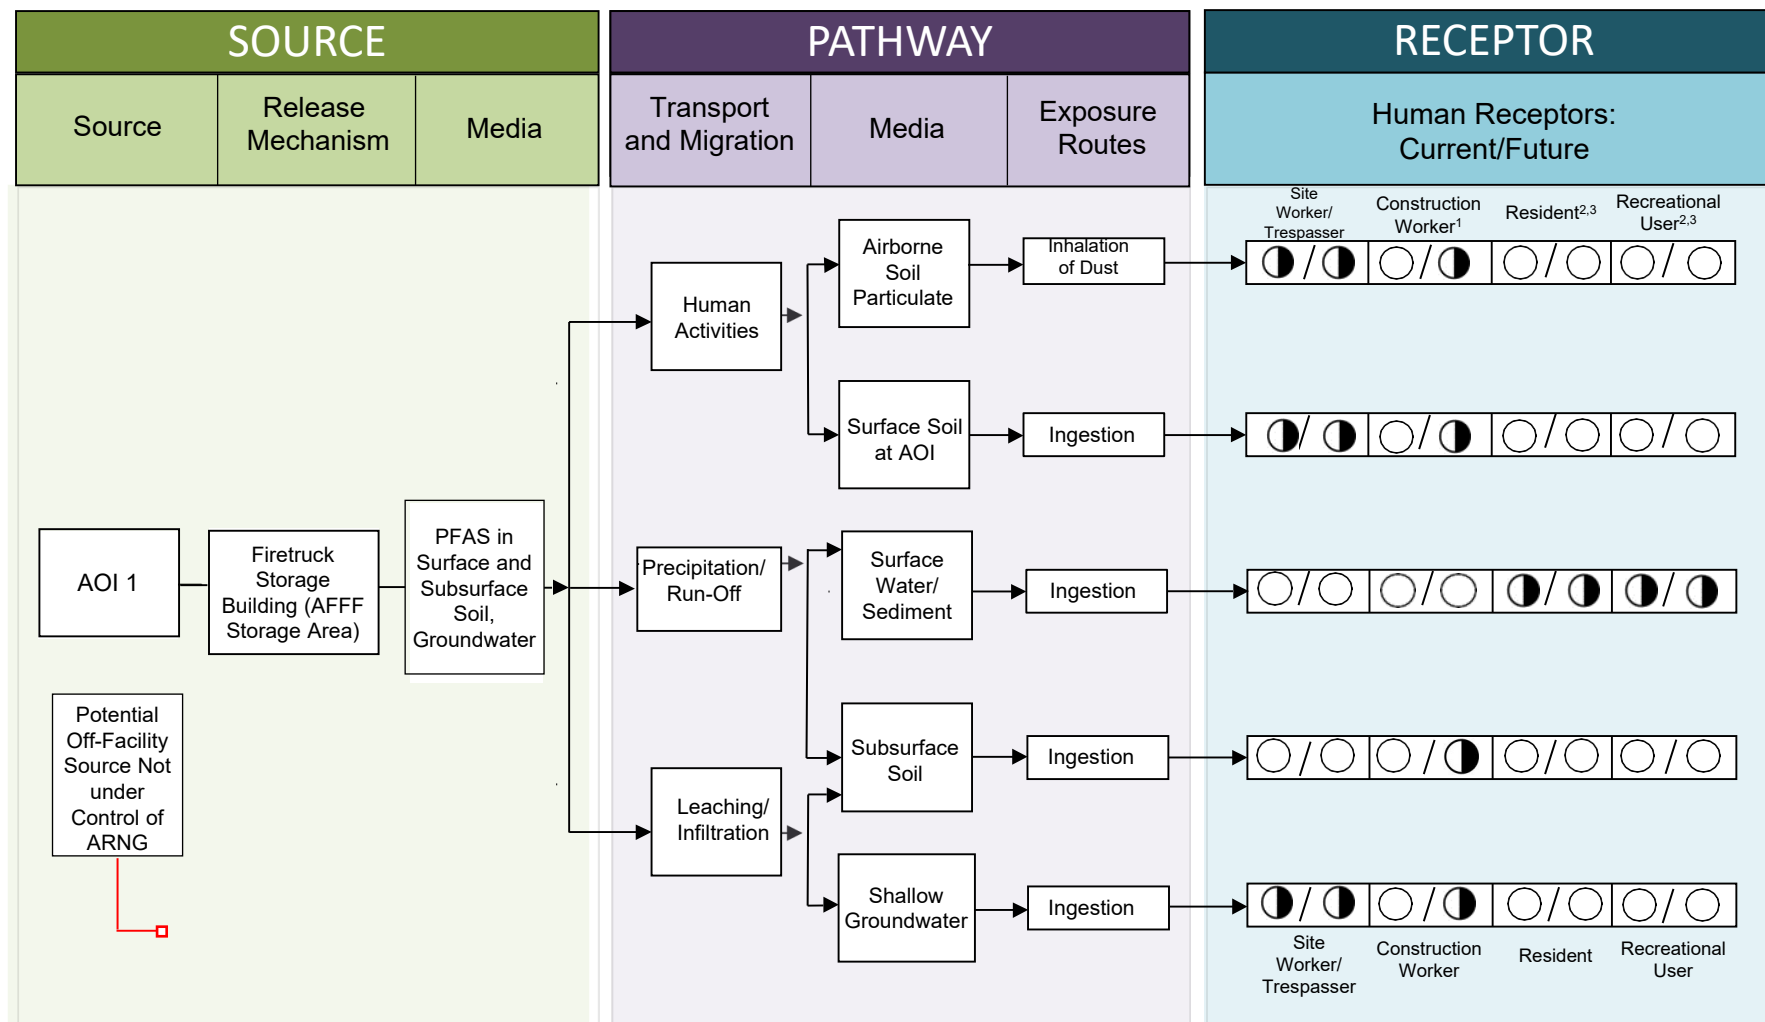 SOURCE
PATHWAY
RECEPTOR
Source
Release
Mechanism
Media
Transport
and Migration
Media
Exposure
Routes
Human Receptors:
Current/Future
Site
Worker/
Trespasser
Construction
Worker¹
Resident²,³
Recreational
User²,³
Airborne
Soil
Particulate
Inhalation
of Dust
/ / / /
Human
Activities
Surface Soil
at AOI
Ingestion
/ / / /
AOI 1
Firetruck
Storage
Building (AFFF
Storage Area)
PFAS in
Surface and
Subsurface
Soil,
Groundwater
Precipitation/
Run-Off
Surface
Water/
Sediment
Ingestion
/ / / /
Potential
Off-Facility
Source Not
under
Control of
ARNG
Subsurface
Soil
Ingestion
/ / / /
Leaching/
Infiltration
Shallow
Groundwater
Ingestion
/ / / /
Site
Worker/
Trespasser
Construction
Worker
Resident
Recreational
User